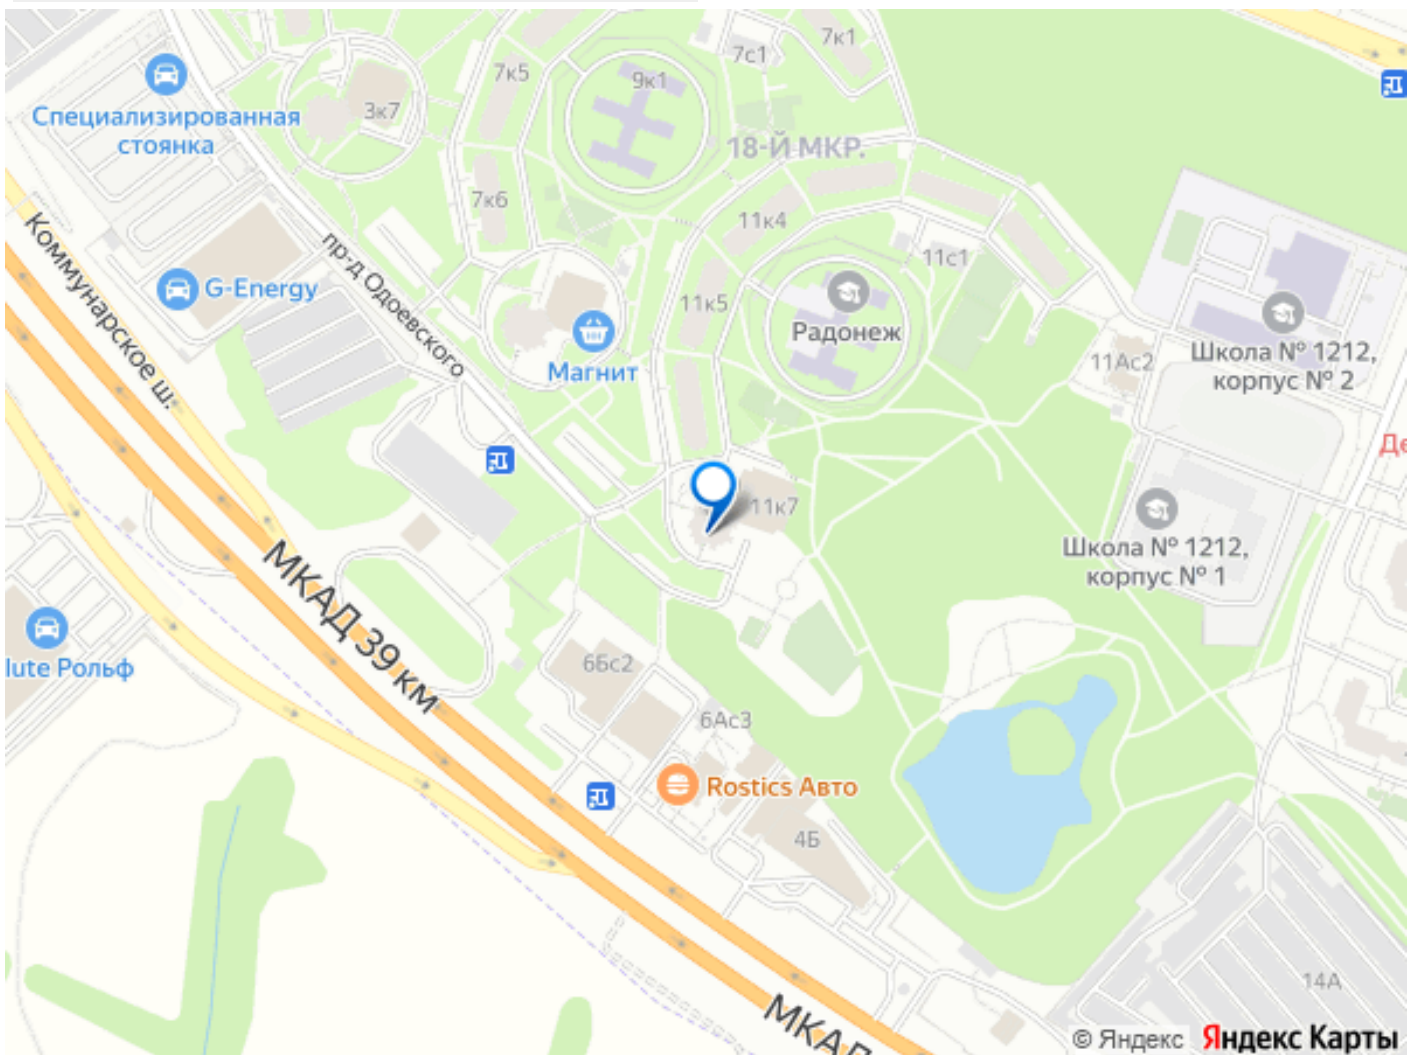 7к1
7с1
7к5
9к1
3к7
Специализированная
стоянка
18-Й МКР.
7к6
11к4
Коммунарское ш.
пр-д Одоевского
11с1
G-Energy
11к5
Радонеж
Магнит
11Ас2
Школа № 1212,
корпус № 2
Де
11к7
Школа № 1212,
корпус № 1
МКАД 39 км
lute Рольф
6Бс2
6Ас3
Rostics Авто
4Б
14А
МКАД
© Яндекс Яндекс Карты